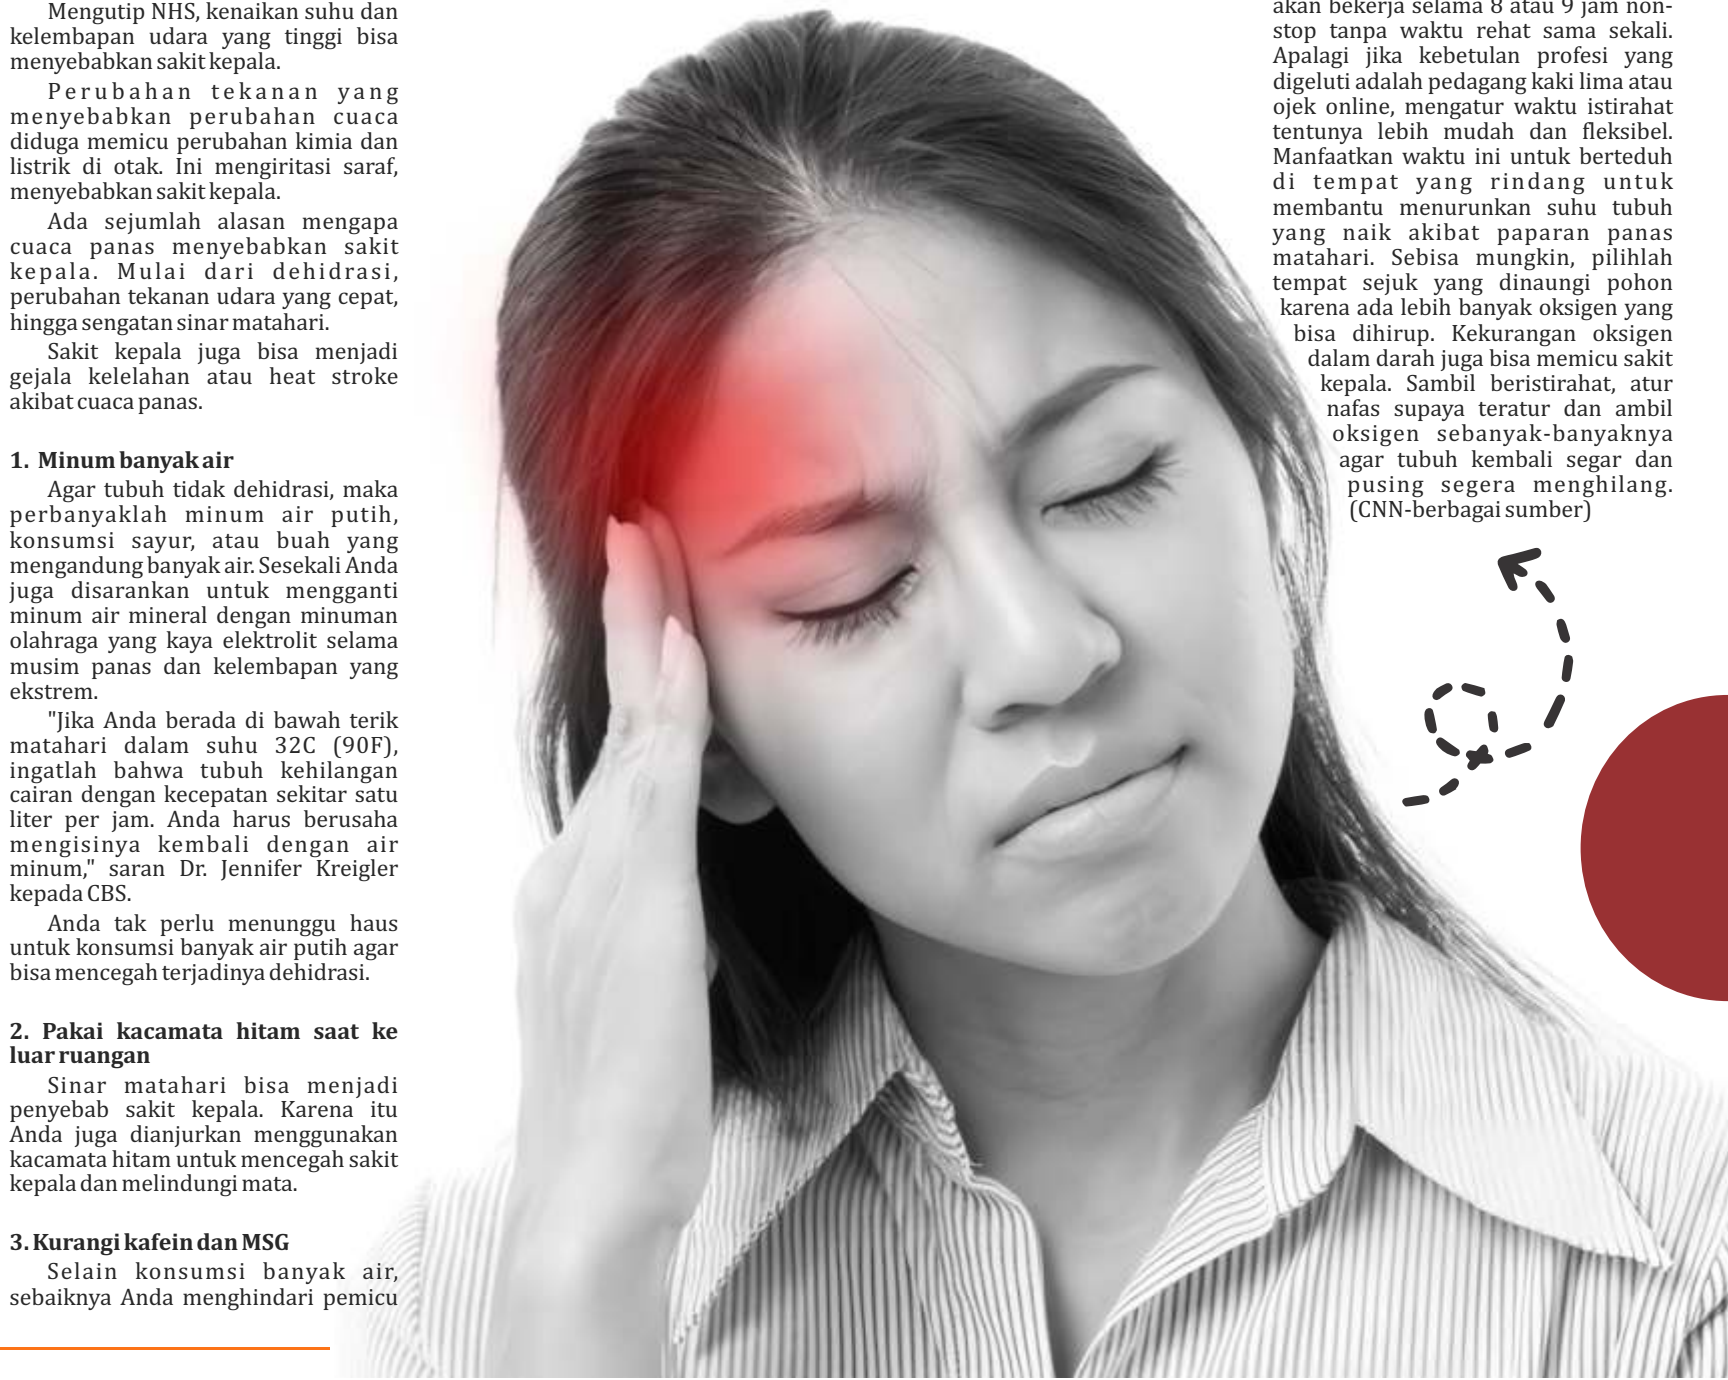 Mengutip NHS, kenaikan suhu dan
kelembapan udara yang tinggi bisa
menyebabkan sakit kepala.
Perubahan tekanan yang
menyebabkan perubahan cuaca
diduga memicu perubahan kimia dan
listrik di otak. Ini mengiritasi saraf,
menyebabkan sakit kepala.
Ada sejumlah alasan mengapa
cuaca panas menyebabkan sakit
kepala. Mulai dari dehidrasi,
perubahan tekanan udara yang cepat,
hingga sengatan sinar matahari.
Sakit kepala juga bisa menjadi
gejala kelelahan atau heat stroke
akibat cuaca panas.
1. Minum banyak air
Agar tubuh tidak dehidrasi, maka
perbanyaklah minum air putih,
konsumsi sayur, atau buah yang
mengandung banyak air. Sesekali Anda
juga disarankan untuk mengganti
minum air mineral dengan minuman
olahraga yang kaya elektrolit selama
musim panas dan kelembapan yang
ekstrem.
"Jika Anda berada di bawah terik
matahari dalam suhu 32C (90F),
ingatlah bahwa tubuh kehilangan
cairan dengan kecepatan sekitar satu
liter per jam. Anda harus berusaha
mengisinya kembali dengan air
minum," saran Dr. Jennifer Kreigler
kepada CBS.
Anda tak perlu menunggu haus
untuk konsumsi banyak air putih agar
bisa mencegah terjadinya dehidrasi.
2. Pakai kacamata hitam saat ke
luar ruangan
Sinar matahari bisa menjadi
penyebab sakit kepala. Karena itu
Anda juga dianjurkan menggunakan
kacamata hitam untuk mencegah sakit
kepala dan melindungi mata.
3. Kurangi kafein dan MSG
Selain konsumsi banyak air,
sebaiknya Anda menghindari pemicu
akan bekerja selama 8 atau 9 jam non-
stop tanpa waktu rehat sama sekali.
Apalagi jika kebetulan profesi yang
digeluti adalah pedagang kaki lima atau
ojek online, mengatur waktu istirahat
tentunya lebih mudah dan fleksibel.
Manfaatkan waktu ini untuk berteduh
di tempat yang rindang untuk
membantu menurunkan suhu tubuh
yang naik akibat paparan panas
matahari. Sebisa mungkin, pilihlah
tempat sejuk yang dinaungi pohon
karena ada lebih banyak oksigen yang
bisa dihirup. Kekurangan oksigen
dalam darah juga bisa memicu sakit
kepala. Sambil beristirahat, atur
nafas supaya teratur dan ambil
oksigen sebanyak-banyaknya
agar tubuh kembali segar dan
pusing segera menghilang.
(CNN-berbagai sumber)